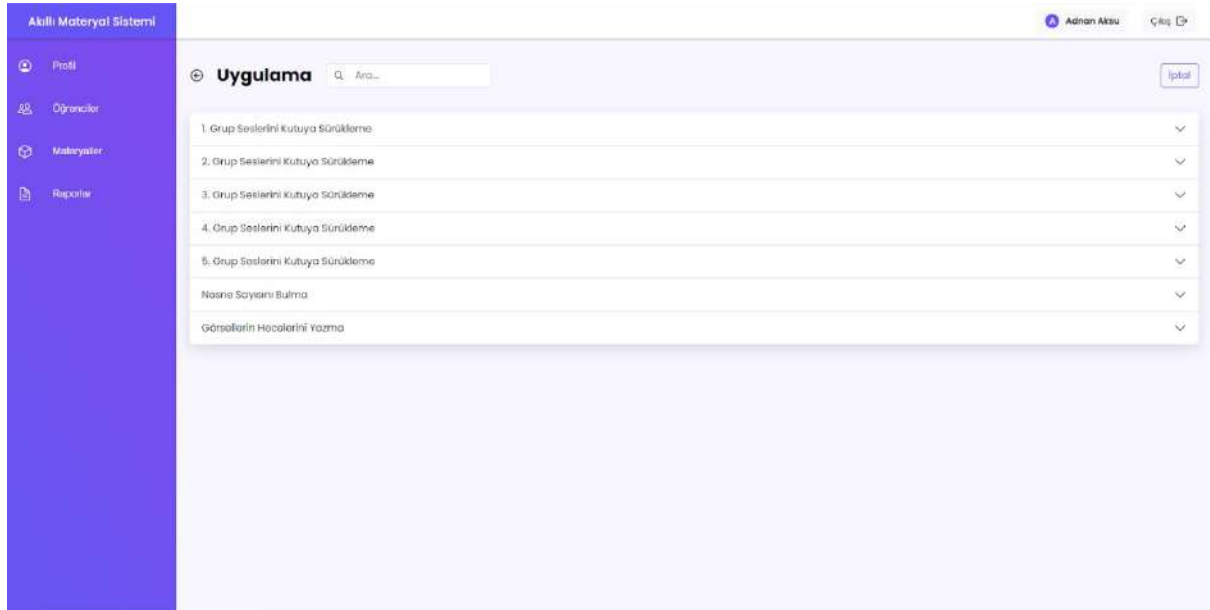 Akıllı Materyal Sistemi
A Adnan Aksu Çıkış
Profil
Öğrenciler
Materyaller
Raporlar
Uygulama
Ara...
İptal
1. Grup Seslerini Kutuya Sürükleme
2. Grup Seslerini Kutuya Sürükleme
3. Grup Seslerini Kutuya Sürükleme
4. Grup Seslerini Kutuya Sürükleme
5. Grup Seslerini Kutuya Sürükleme
Nesne Sayısını Bulma
Görsellerin Hecelerini Yazma